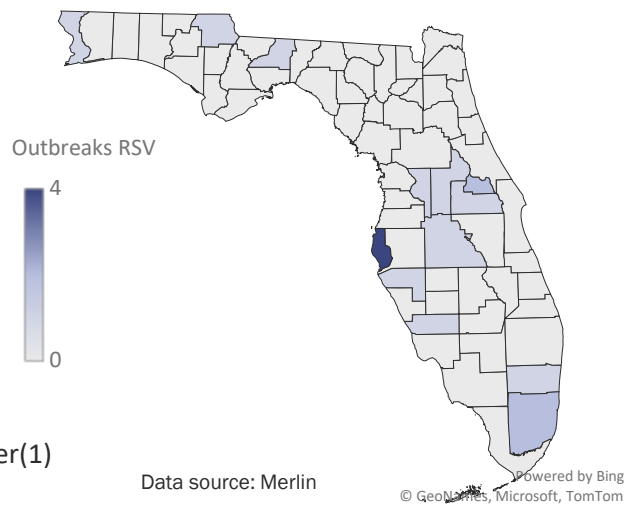 Outbreaks RSV
4
0
er(1)
Data source: Merlin
Powered by Bing
© GeoNames, Microsoft, TomTom